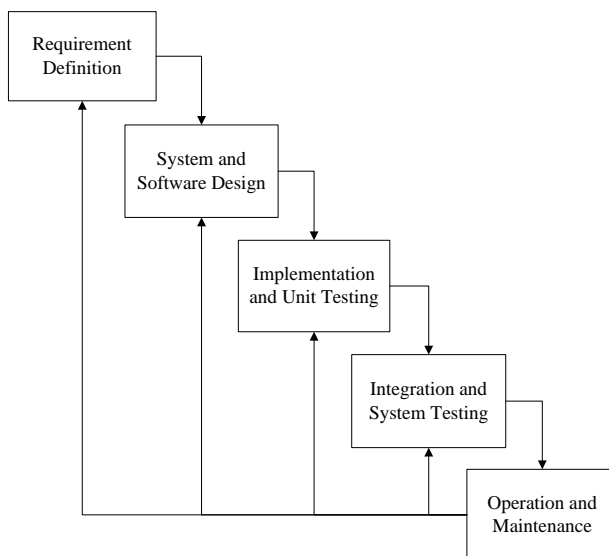 Requirement
Definition
System and
Software Design
Implementation
and Unit Testing
Integration and
System Testing
Operation and
Maintenance